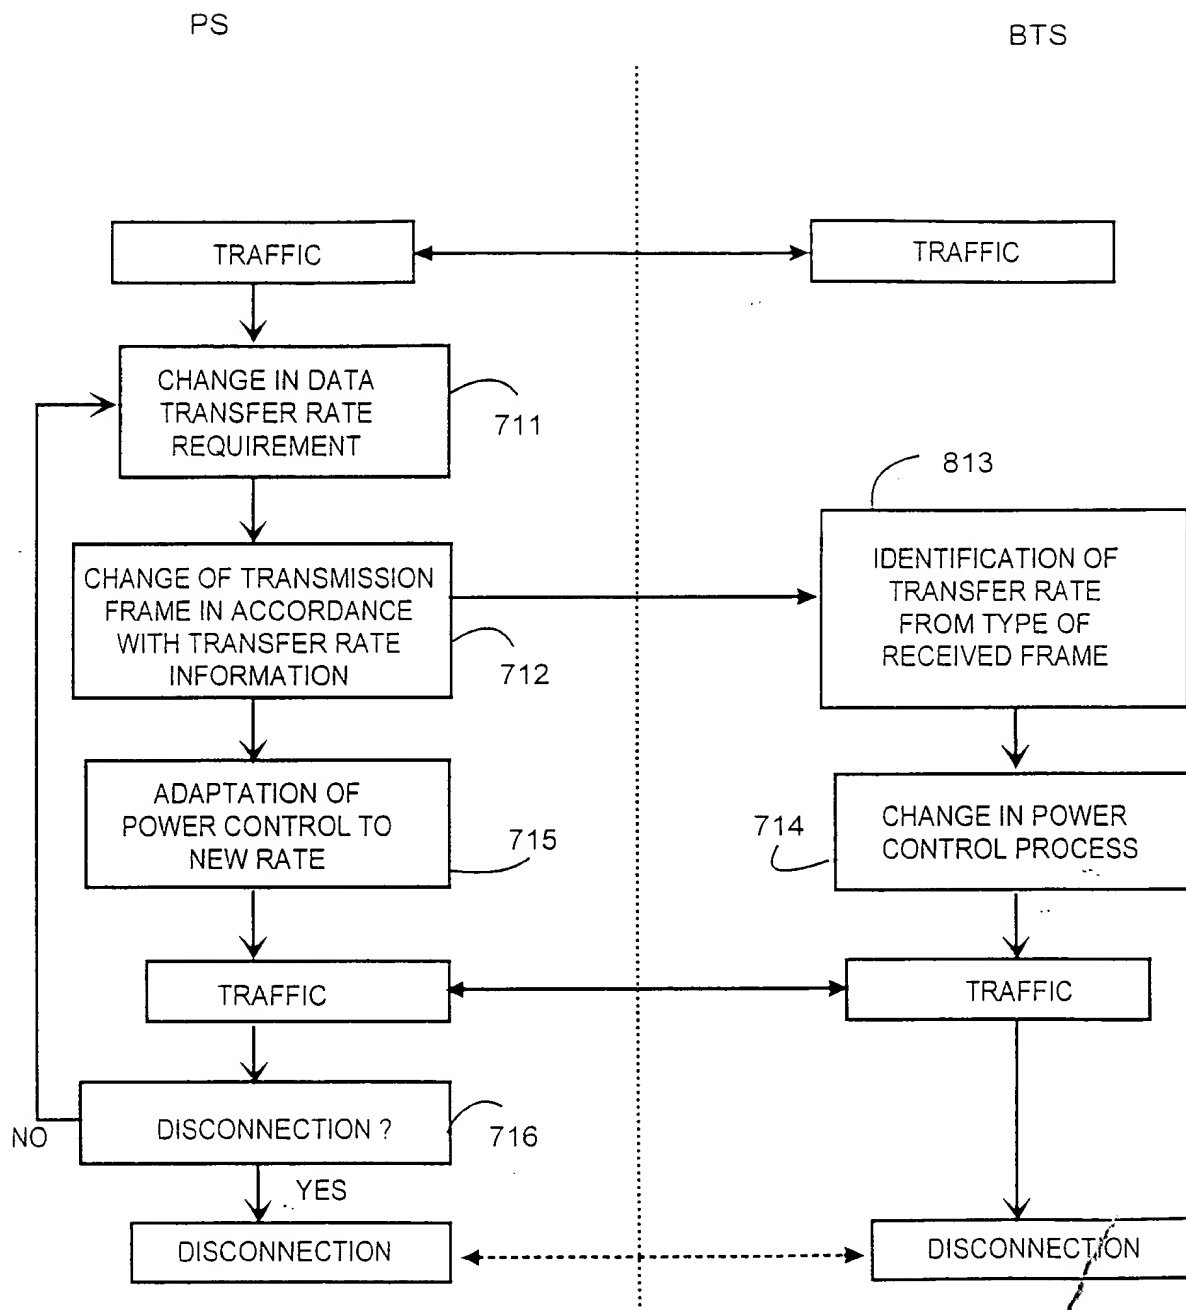 PS
BTS
TRAFFIC
TRAFFIC
CHANGE IN DATA
TRANSFER RATE
REQUIREMENT
711
813
CHANGE OF TRANSMISSION
FRAME IN ACCORDANCE
WITH TRANSFER RATE
INFORMATION
712
IDENTIFICATION OF
TRANSFER RATE
FROM TYPE OF
RECEIVED FRAME
ADAPTATION OF
POWER CONTROL TO
NEW RATE
715
714
CHANGE IN POWER
CONTROL PROCESS
TRAFFIC
TRAFFIC
DISCONNECTION ?
716
NO
YES
DISCONNECTION
DISCONNECTION